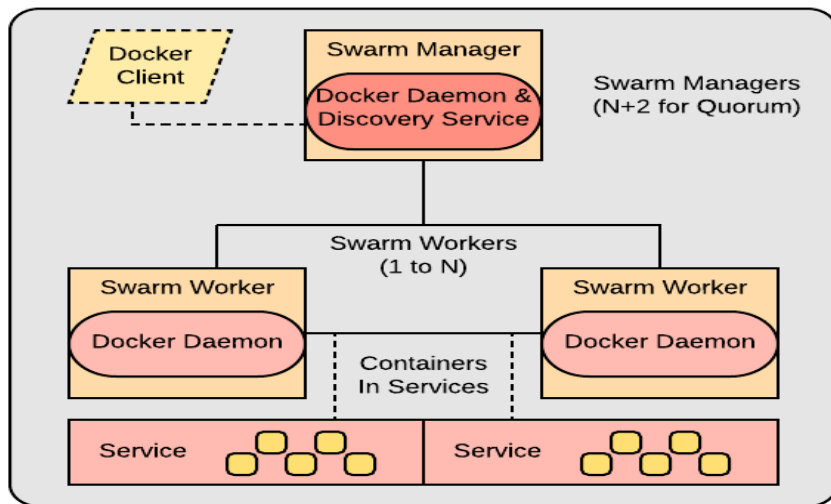 Docker
Client
Swarm Manager
Docker Daemon &
Discovery Service
Swarm Managers
(N+2 for Quorum)
Swarm Workers
(1 to N)
Swarm Worker
Docker Daemon
Swarm Worker
Docker Daemon
Containers
In Services
Service
Service